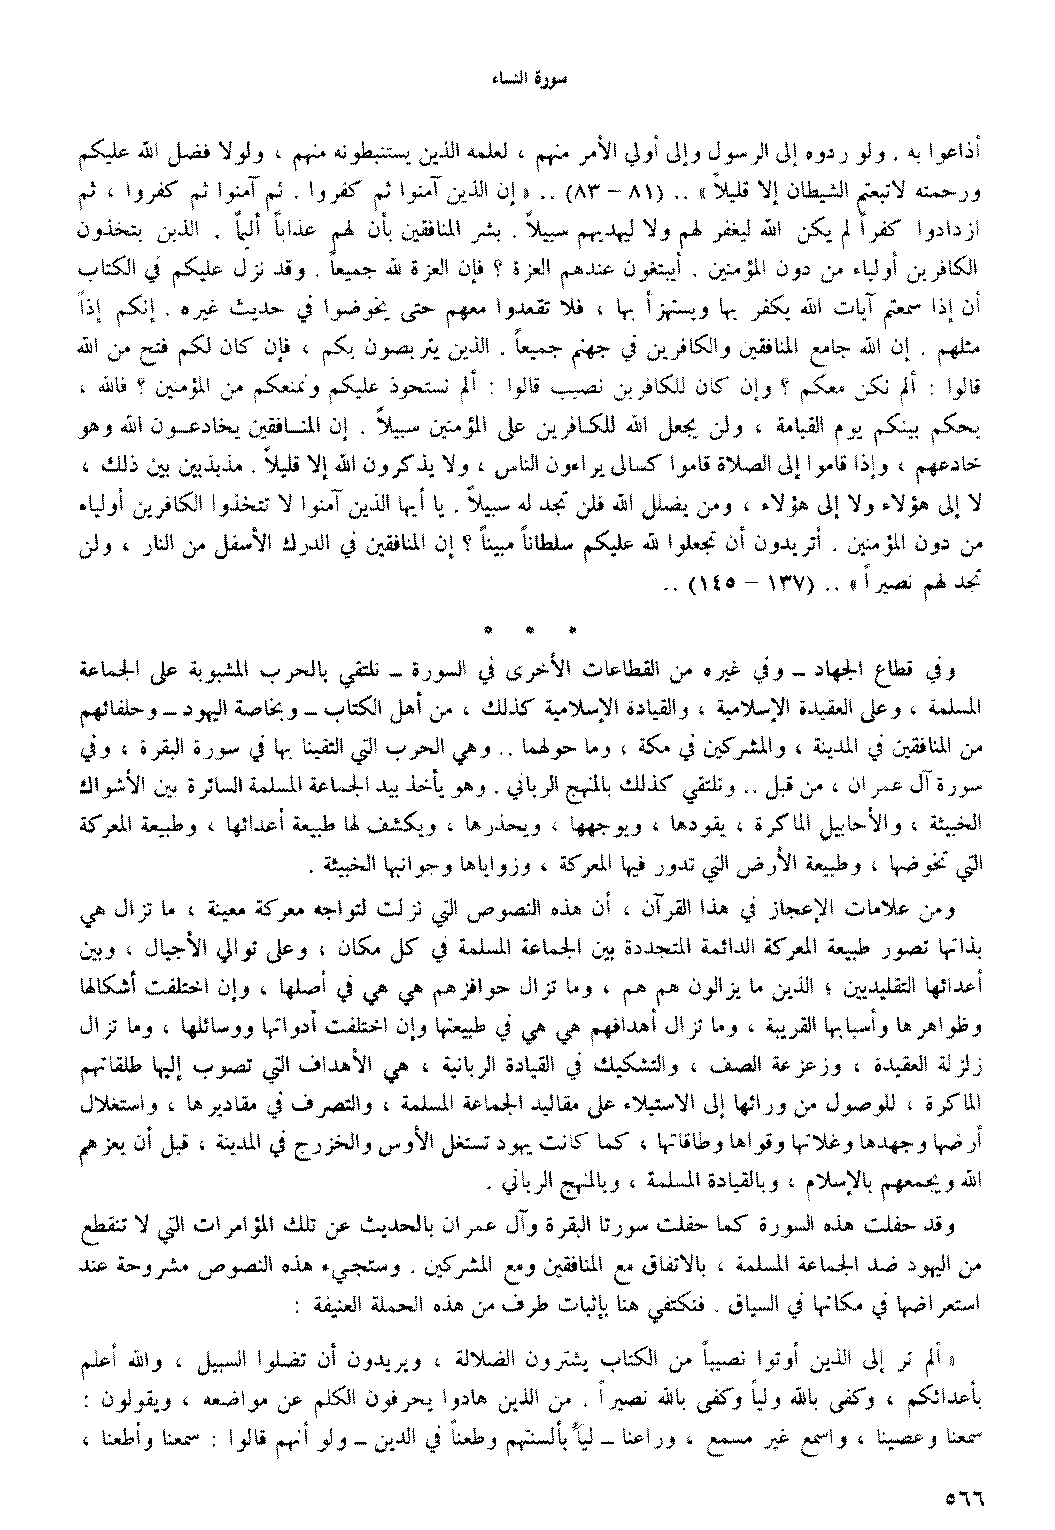 سورة النساء
أذاعوا به . ولو ردوه إلى الرسول وإلى أولي الأمر منهم ، لعلمه الذين يستنبطونه منهم ، ولولا فضل الله عليكم
ورحمته لاتبعتم الشيطان إلا قليلاً » .. (٨١ – ٨٣) .. « إن الذين آمنوا ثم كفروا . ثم آمنوا ثم كفروا ، ثم
ازدادوا كفراً لم يكن الله ليغفر لهم ولا ليهديهم سبيلاً . بشر المنافقين بأن لهم عذاباً أليماً . الذين يتخذون
الكافرين أولياء من دون المؤمنين . أيبتغون عندهم العزة ؟ فإن العزة لله جميعاً . وقد نزل عليكم في الكتاب
أن إذا سمعتم آيات الله يكفر بها ويستهزأ بها ، فلا تقعدوا معهم حتى يخوضوا في حديث غيره . إنكم إذاً
مثلهم . إن الله جامع المنافقين والكافرين في جهنم جميعاً . الذين يتربصون بكم ، فإن كان لكم فتح من الله
قالوا : ألم نكن معكم ؟ وإن كان للكافرين نصيب قالوا : ألم نستحوذ عليكم ونمنعكم من المؤمنين ؟ فالله ،
يحكم بينكم يوم القيامة ، ولن يجعل الله للكافرين على المؤمنين سبيلاً . إن المنافقين يخادعون الله وهو
خادعهم ، وإذا قاموا إلى الصلاة قاموا كسالى يراءون الناس ، ولا يذكرون الله إلا قليلاً . مذبذبين بين ذلك ،
لا إلى هؤلاء ولا إلى هؤلاء ، ومن يضلل الله فلن تجد له سبيلاً . يا أيها الذين آمنوا لا تتخذوا الكافرين أولياء
من دون المؤمنين . أتريدون أن تجعلوا لله عليكم سلطاناً مبيناً ؟ إن المنافقين في الدرك الأسفل من النار ، ولن
تجد لهم نصيراً » .. (١٣٧ – ١٤٥) ..
* * *
وفي قطاع الجهاد – وفي غيره من القطاعات الأخرى في السورة – نلتقي بالحرب المشبوبة على الجماعة
المسلمة ، وعلى العقيدة الإسلامية ، والقيادة الإسلامية كذلك ، من أهل الكتاب – وبخاصة اليهود – وحلفائهم
من المنافقين في المدينة ، والمشركين في مكة ، وما حولهما .. وهي الحرب التي التقينا بها في سورة البقرة ، وفي
سورة آل عمران ، من قبل .. ونلتقي كذلك بالمنهج الرباني . وهو يأخذ بيد الجماعة المسلمة السائرة بين الأشواك
الخبيثة ، والأحابيل الماكرة ، يقودها ، ويوجهها ، ويحذرها ، ويكشف لها طبيعة أعدائها ، وطبيعة المعركة
التي تخوضها ، وطبيعة الأرض التي تدور فيها المعركة ، وزواياها وجوانبها الخبيثة .
ومن علامات الإعجاز في هذا القرآن ، أن هذه النصوص التي نزلت لتواجه معركة معينة ، ما تزال هي
بذاتها تصور طبيعة المعركة الدائمة المتجددة بين الجماعة المسلمة في كل مكان ، وعلى توالي الأجيال ، وبين
أعدائها التقليديين ؛ الذين ما يزالون هم هم ، وما تزال حوافزهم هي هي في أصلها ، وإن اختلفت أشكالها
وظواهرها وأسبابها القريبة ، وما تزال أهدافهم هي هي في طبيعتها وإن اختلفت أدواتها ووسائلها ، وما تزال
زلزلة العقيدة ، وزعزعة الصف ، والتشكيك في القيادة الربانية ، هي الأهداف التي تصوب إليها طلقاتهم
الماكرة ، للوصول من ورائها إلى الاستيلاء على مقاليد الجماعة المسلمة ، والتصرف في مقاديرها ، واستغلال
أرضها وجهدها وغلاتها وقواها وطاقاتها ، كما كانت يهود تستغل الأوس والخزرج في المدينة ، قبل أن يعزهم
الله ويجمعهم بالإسلام ، وبالقيادة المسلمة ، وبالمنهج الرباني .
وقد حفلت هذه السورة كما حفلت سورتا البقرة وآل عمران بالحديث عن تلك المؤامرات التي لا تنقطع
من اليهود ضد الجماعة المسلمة ، بالاتفاق مع المنافقين ومع المشركين . وستجيء هذه النصوص مشروحة عند
استعراضها في مكانها في السياق . فنكتفي هنا بإثبات طرف من هذه الحملة العنيفة :
« ألم تر إلى الذين أوتوا نصيباً من الكتاب يشترون الضلالة ، ويريدون أن تضلوا السبيل ، والله أعلم
بأعدائكم ، وكفى بالله ولياً وكفى بالله نصيراً . من الذين هادوا يحرفون الكلم عن مواضعه ، ويقولون :
سمعنا وعصينا ، واسمع غير مسمع ، وراعنا – لياً بألسنتهم وطعناً في الدين – ولو أنهم قالوا : سمعنا وأطعنا ،
٥٦٦